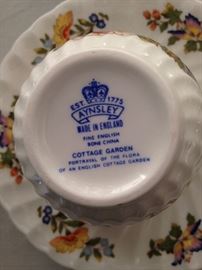 EST. 1775
AYNSLEY
MADE IN ENGLAND
FINE ENGLISH
BONE CHINA
COTTAGE GARDEN
PORTRAYAL OF THE FLORA
OF AN ENGLISH COTTAGE GARDEN